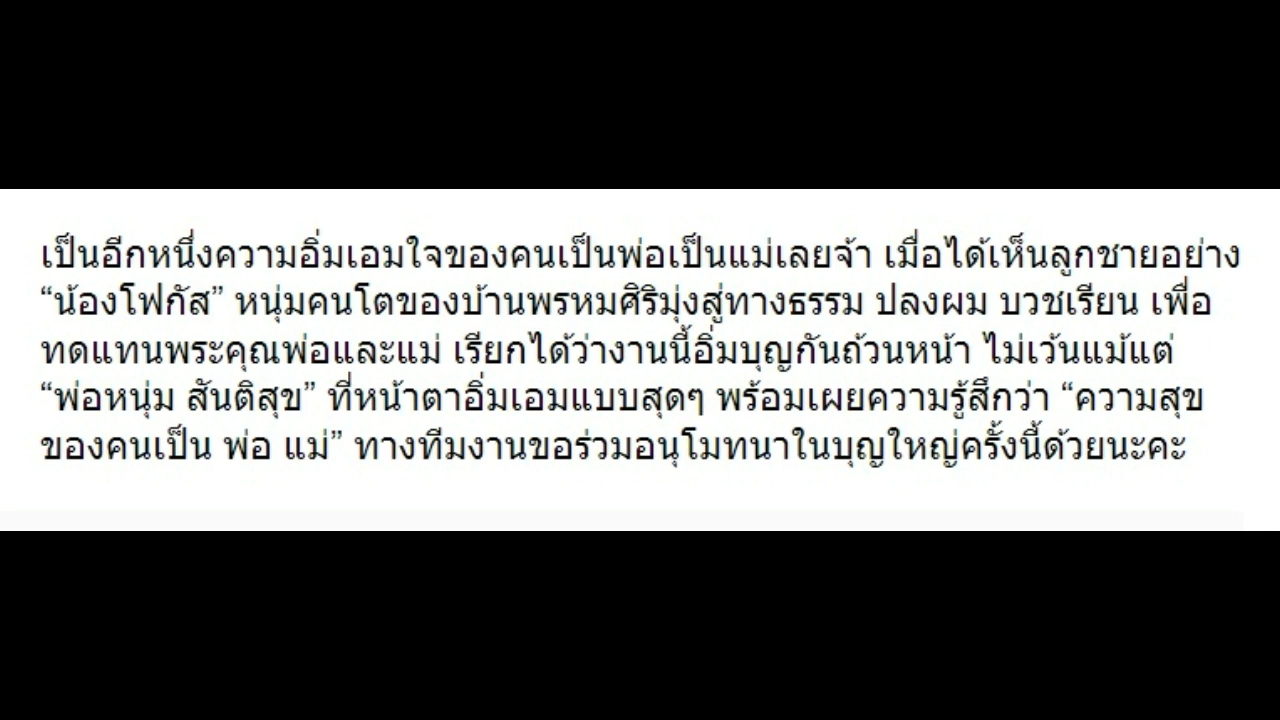 เป็นอีกหนึ่งความอิ่มเอมใจของคนเป็นพ่อเป็นแม่เลยจ้า เมื่อได้เห็นลูกชายอย่าง
“น้องโฟกัส” หนุ่มคนโตของบ้านพรหมศิริมุ่งสู่ทางธรรม ปลงผม บวชเรียน เพื่อ
ทดแทนพระคุณพ่อและแม่ เรียกได้ว่างานนี้อิ่มบุญกันถ้วนหน้า ไม่เว้นแม้แต่
“พ่อหนุ่ม สันติสุข” ที่หน้าตาอิ่มเอมแบบสุดๆ พร้อมเผยความรู้สึกว่า “ความสุข
ของคนเป็น พ่อ แม่” ทางทีมงานขอร่วมอนุโมทนาในบุญใหญ่ครั้งนี้ด้วยนะคะ